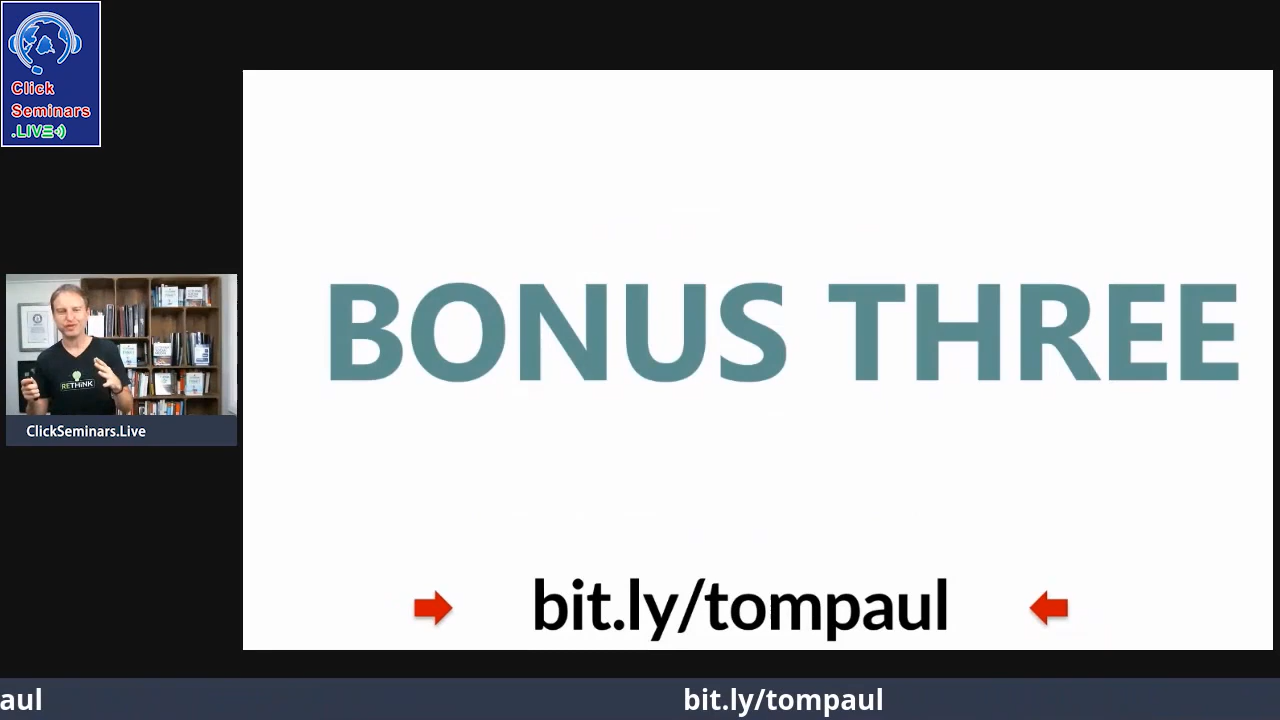 Click
Seminars
.LIVE
RETHiNK
ClickSeminars.Live
BONUS THREE
bit.ly/tompaul
aul
bit.ly/tompaul